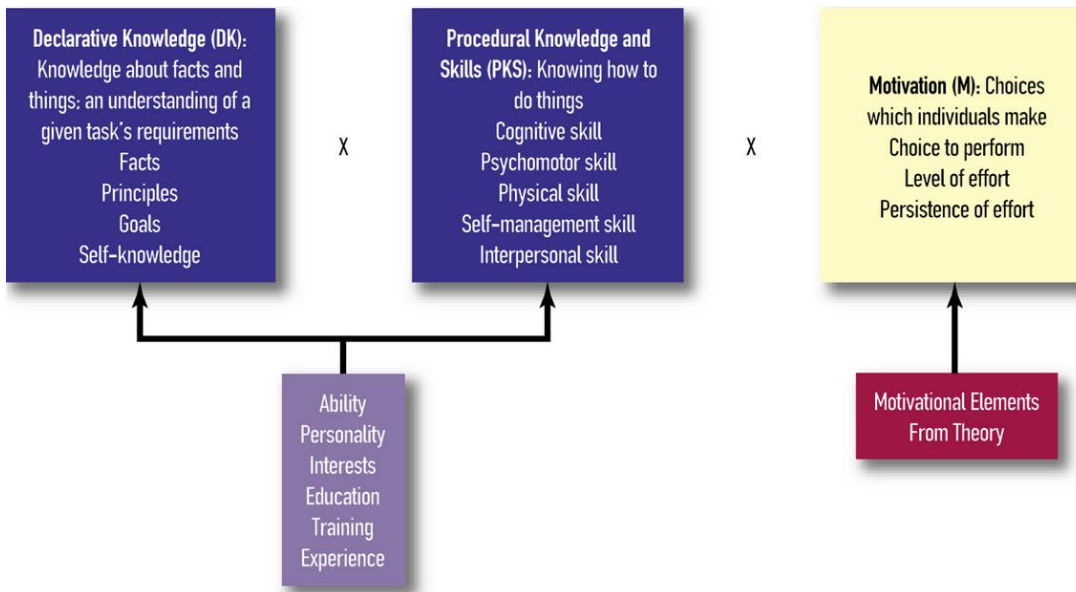 Declarative Knowledge (DK):
Knowledge about facts and
things; an understanding of a
given task's requirements
Facts
Principles
Goals
Self-knowledge
X
Procedural Knowledge and
Skills (PKS): Knowing how to
do things
Cognitive skill
Psychomotor skill
Physical skill
Self-management skill
Interpersonal skill
X
Motivation (M): Choices
which individuals make
Choice to perform
Level of effort
Persistence of effort
Ability
Personality
Interests
Education
Training
Experience
Motivational Elements
From Theory